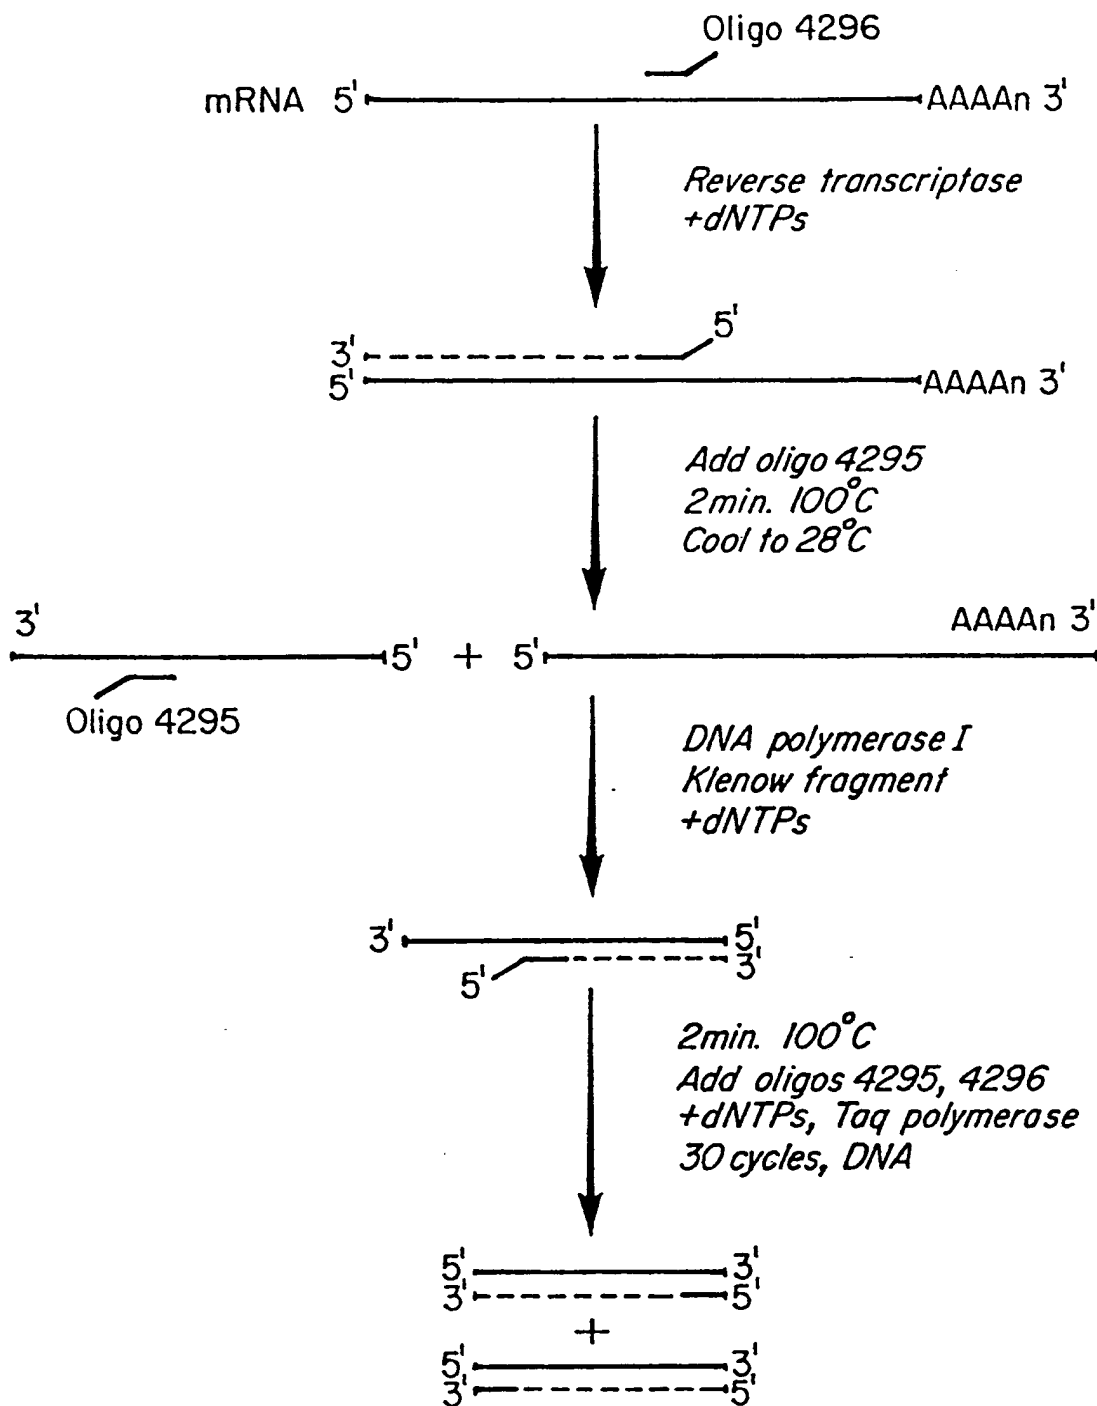 Oligo 4296
mRNA 5' AAAAn 3'
Reverse transcriptase
+dNTPs
5'
3'
5' AAAAn 3'
Add oligo 4295
2min. 100°C
Cool to 28°C
3' AAAAn 3'
5' + 5'
Oligo 4295
DNA polymerase I
Klenow fragment
+dNTPs
3' 5'
5' 3'
2min. 100°C
Add oligos 4295, 4296
+dNTPs, Taq polymerase
30 cycles, DNA
5' 3'
3' 5'
+
5' 3'
3' 5'